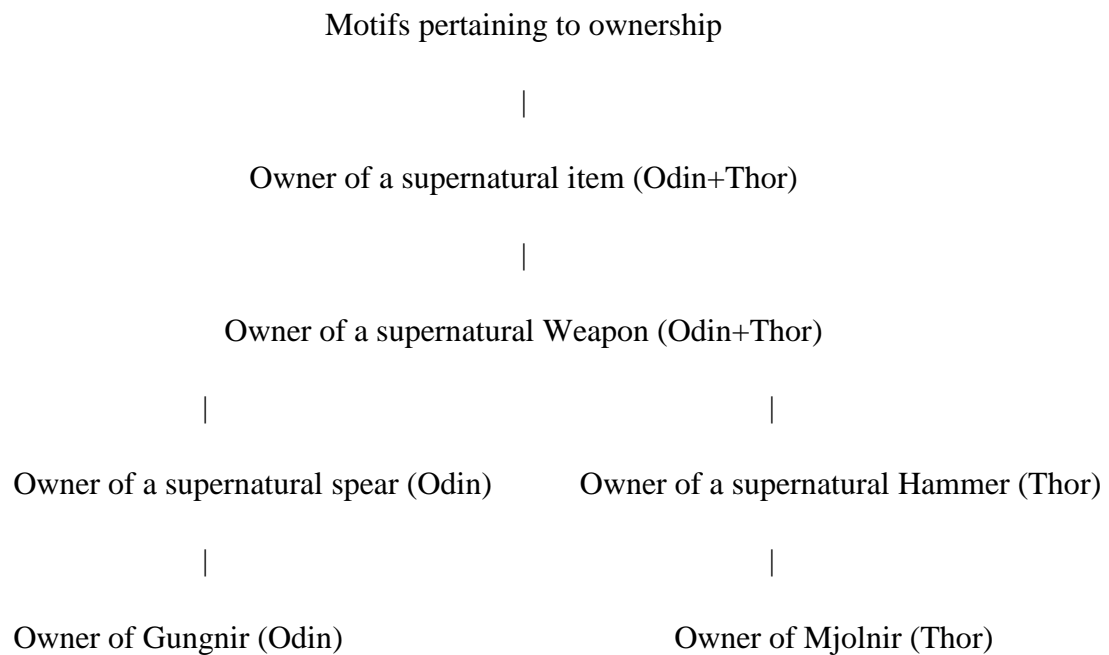 Motifs pertaining to ownership
|
Owner of a supernatural item (Odin+Thor)
|
Owner of a supernatural Weapon (Odin+Thor)
| |
Owner of a supernatural spear (Odin) Owner of a supernatural Hammer (Thor)
| |
Owner of Gungnir (Odin) Owner of Mjolnir (Thor)